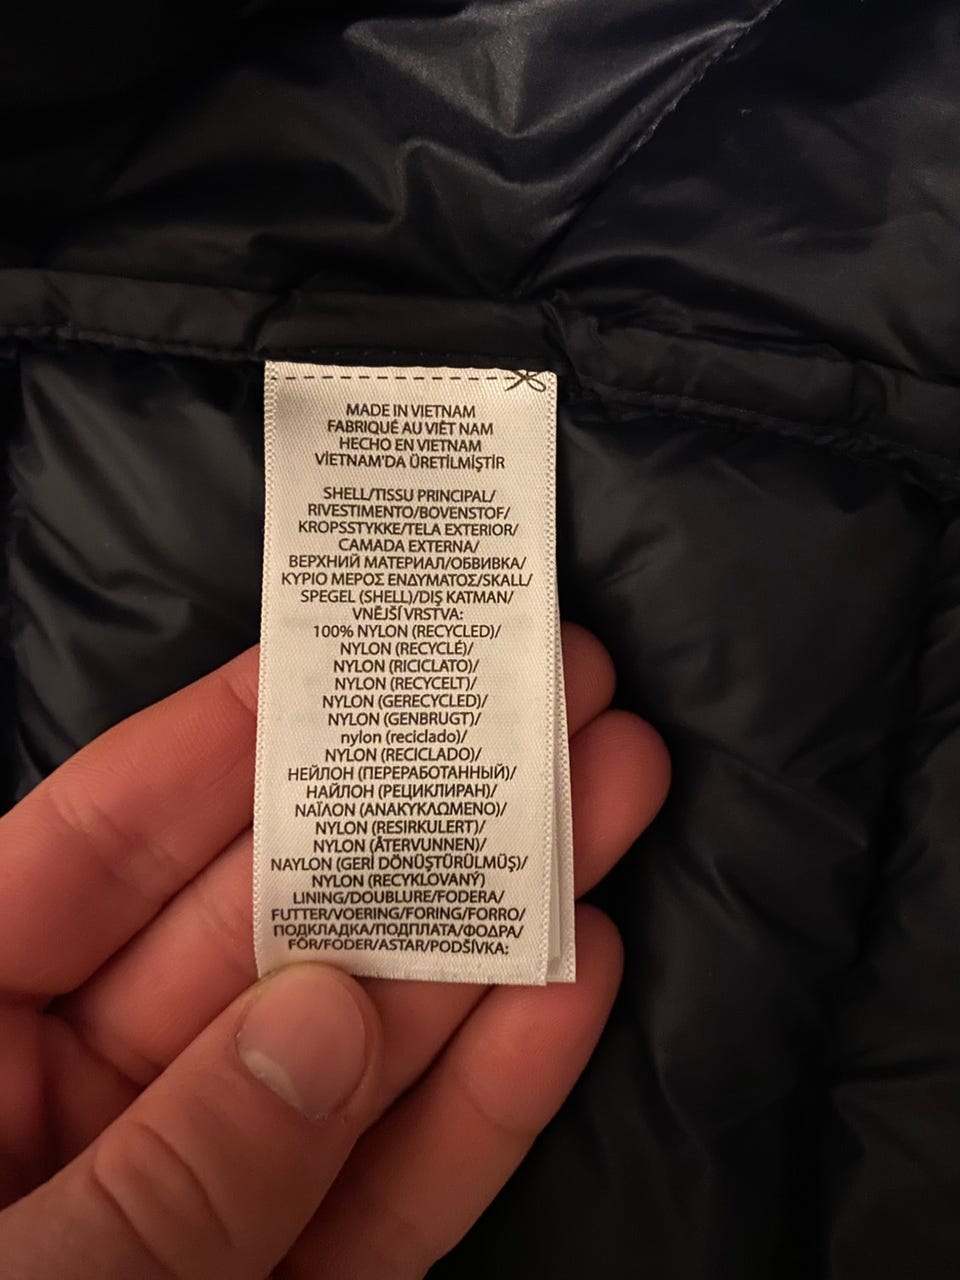 MADE IN VIETNAM
FABRIQUÉ AU VIÊT NAM
HECHO EN VIETNAM
VİETNAM'DA ÜRETİLMİŞTİR
SHELL/TISSU PRINCIPAL/
RIVESTIMENTO/BOVENSTOF/
KROPSSTYKKE/TELA EXTERIOR/
CAMADA EXTERNA/
ВЕРХНИЙ МАТЕРИАЛ/ОБВИВКА/
ΚΥΡΙΟ ΜΕΡΟΣ ΕΝΔΥΜΑΤΟΣ/SKALL/
SPEGEL (SHELL)/DIŞ KATMAN/
VNĚJŠÍ VRSTVA:
100% NYLON (RECYCLED)/
NYLON (RECYCLÉ)/
NYLON (RICICLATO)/
NYLON (RECYCELT)/
NYLON (GERECYCLED)/
NYLON (GENBRUGT)/
nylon (reciclado)/
NYLON (RECICLADO)/
НЕЙЛОН (ПЕРЕРАБОТАННЫЙ)/
НАЙЛОН (РЕЦИКЛИРАН)/
ΝΑΪΛΟΝ (ΑΝΑΚΥΚΛΩΜΕΝΟ)/
NYLON (RESIRKULERT)/
NYLON (ÅTERVUNNEN)/
NAYLON (GERİ DÖNÜŞTÜRÜLMÜŞ)/
NYLON (RECYKLOVANÝ)
LINING/DOUBLURE/FODERA/
FUTTER/VOERING/FORING/FORRO/
ПОДКЛАДКА/ПОДПЛАТА/ΦΟΔΡΑ/
FÔR/FODER/ASTAR/PODŠÍVKA: